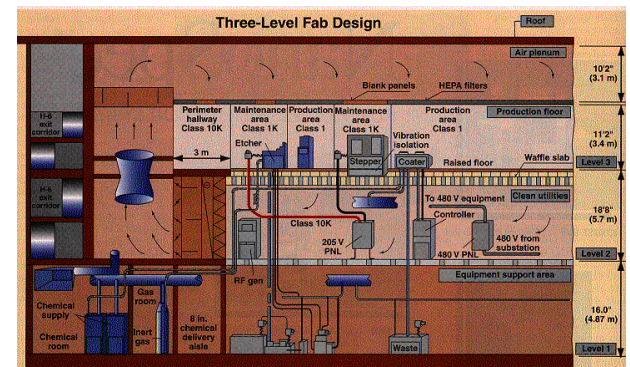 Three-Level Fab Design
Roof
Air plenum
10'2"
(3.1 m)
Blank panels
HEPA filters
Perimeter
hallway
Class 10K
Maintenance
area
Class 1K
Production
area
Class 1
Maintenance
area
Class 1K
Production
area
Class 1
Production floor
11'2"
(3.4 m)
H-6
exit
corridor
3 m
Etcher
Stepper
Vibration
isolation
Coater
Raised floor
Waffle slab
Level 3
H-6
exit
corridor
Clean utilities
To 480 V equipment
Controller
18'8"
(5.7 m)
Class 10K
205 V
PNL
480 V from
substation
480 V PNL
Level 2
RF gen
Equipment support area
Gas
room
Chemical
supply
Chemical
room
Inert
gas
8 in.
chemical
delivery
aisle
Waste
16.0"
(4.87 m)
Level 1